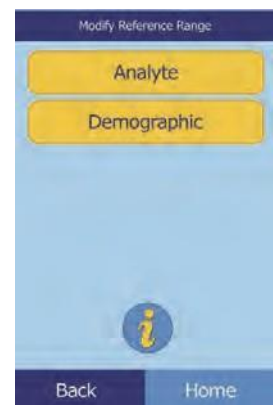 Modify Reference Range
Analyte
Demographic
i
Back Home